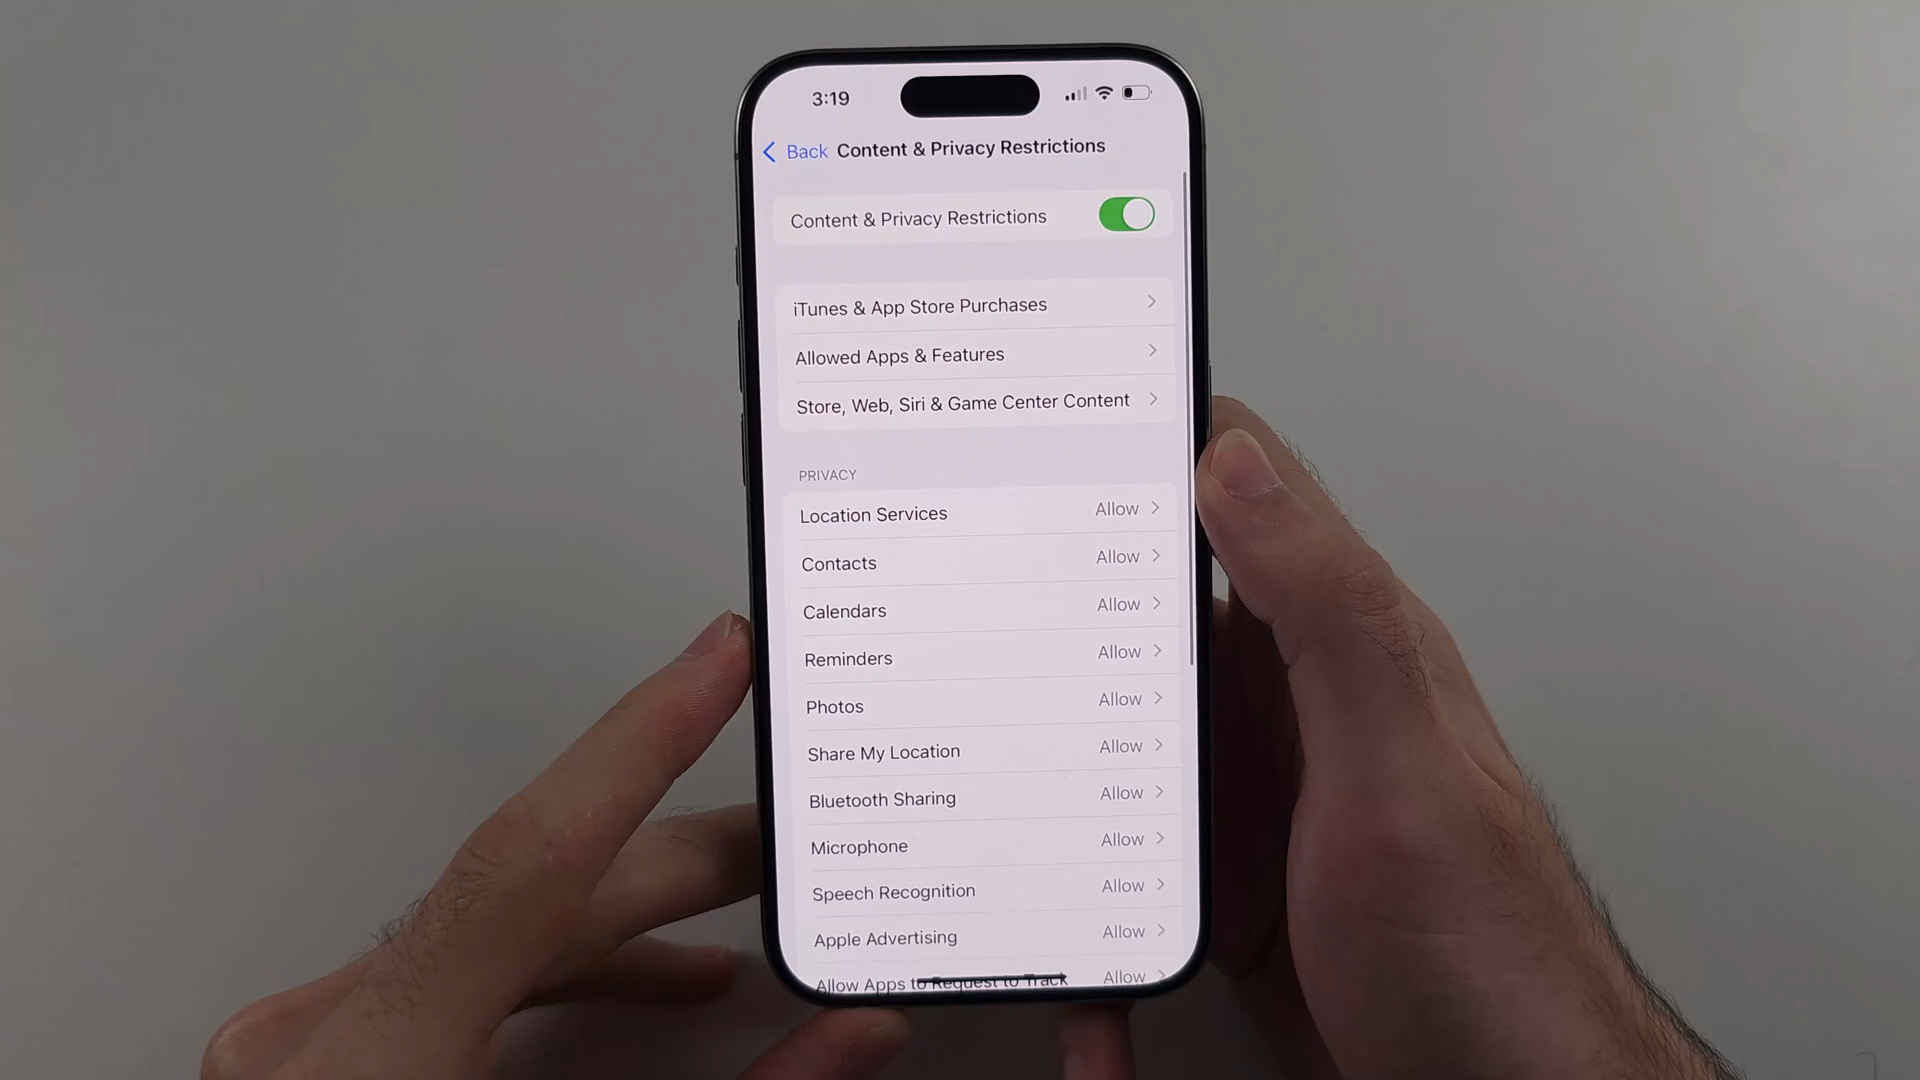 3:19
Back Content & Privacy Restrictions
Content & Privacy Restrictions
iTunes & App Store Purchases
Allowed Apps & Features
Store, Web, Siri & Game Center Content
PRIVACY
Location Services Allow
Contacts Allow
Calendars Allow
Reminders Allow
Photos Allow
Share My Location Allow
Bluetooth Sharing Allow
Microphone Allow
Speech Recognition Allow
Apple Advertising Allow
Allow Apps to Request to Track Allow